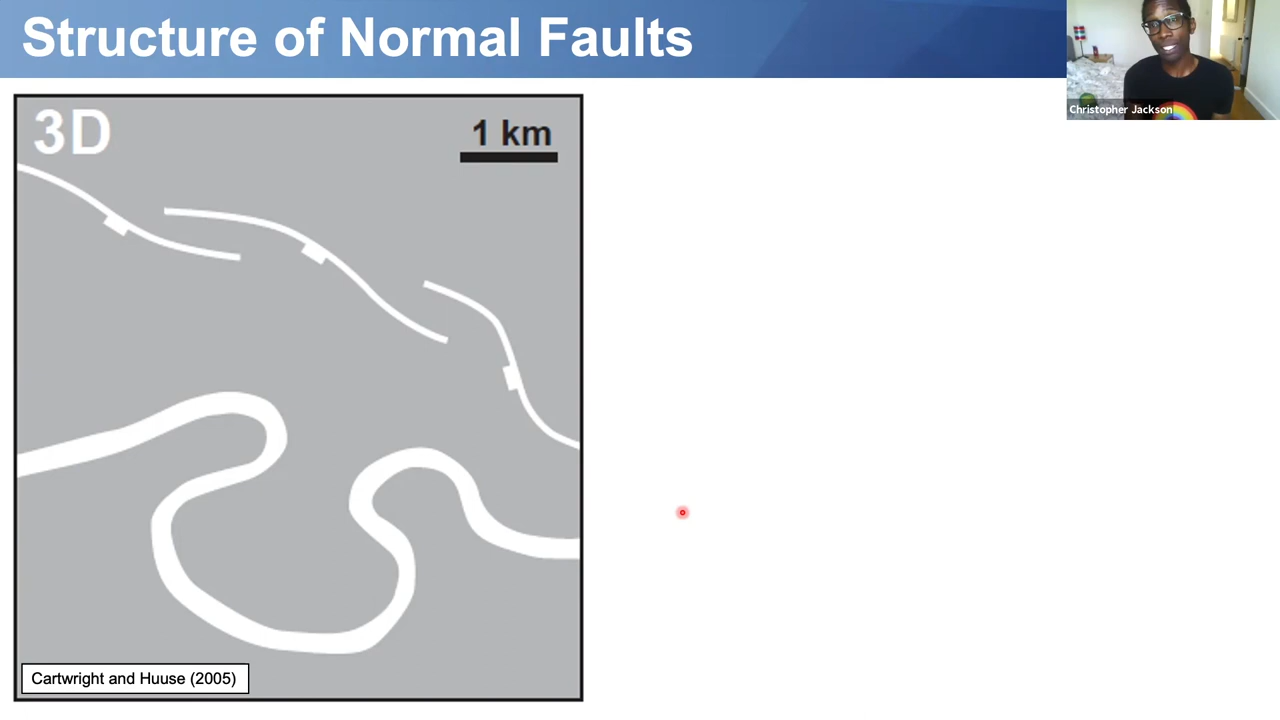 Structure of Normal Faults
Christopher Jackson
3D
1 km
Cartwright and Huuse (2005)